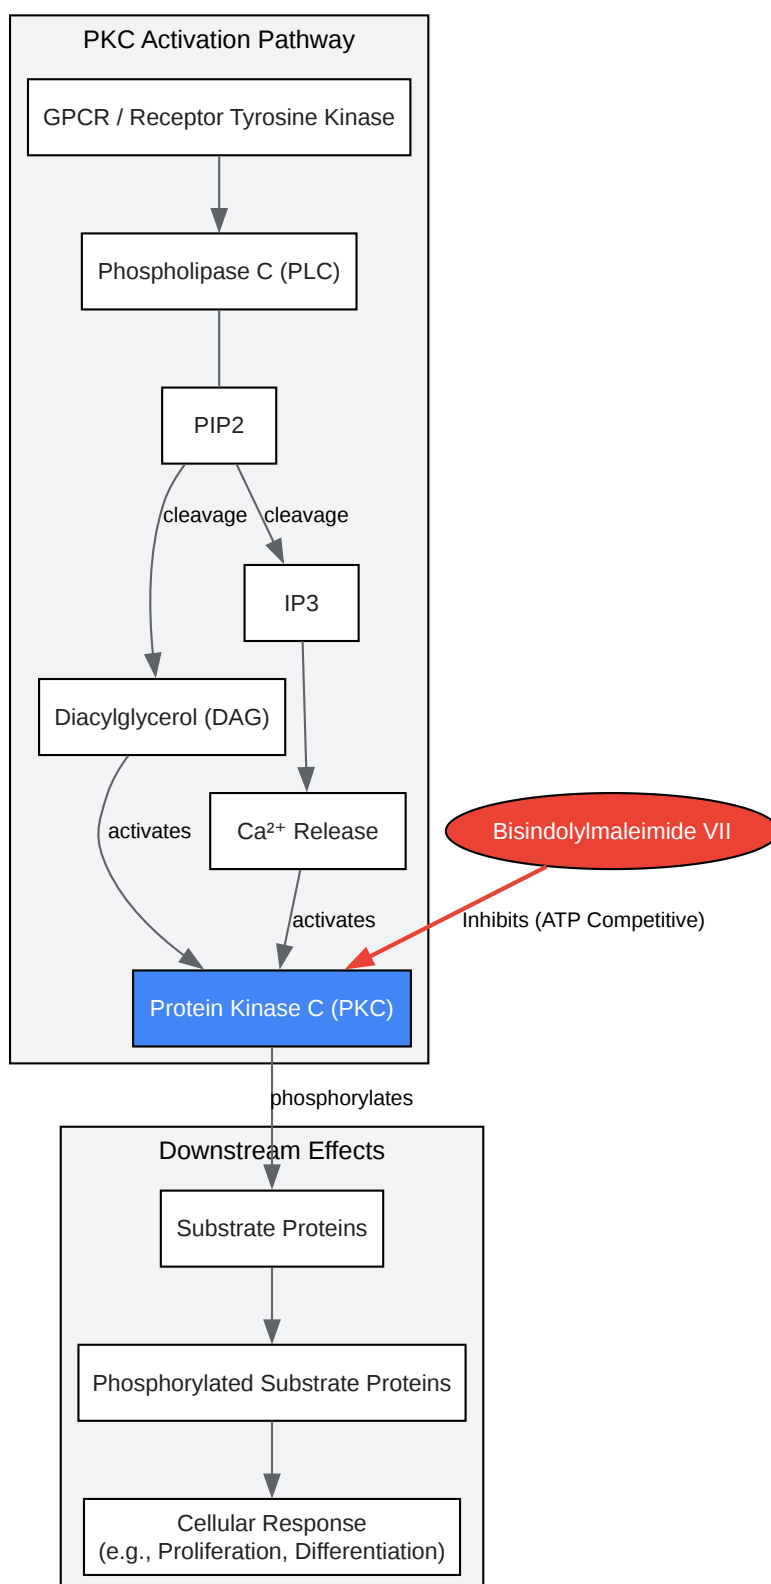 PKC Activation Pathway
GPCR / Receptor Tyrosine Kinase
Phospholipase C (PLC)
PIP2
cleavage
cleavage
IP3
Diacylglycerol (DAG)
activates
Ca²⁺ Release
Bisindolylmaleimide VII
activates
Inhibits (ATP Competitive)
Protein Kinase C (PKC)
phosphorylates
Downstream Effects
Substrate Proteins
Phosphorylated Substrate Proteins
Cellular Response
(e.g., Proliferation, Differentiation)